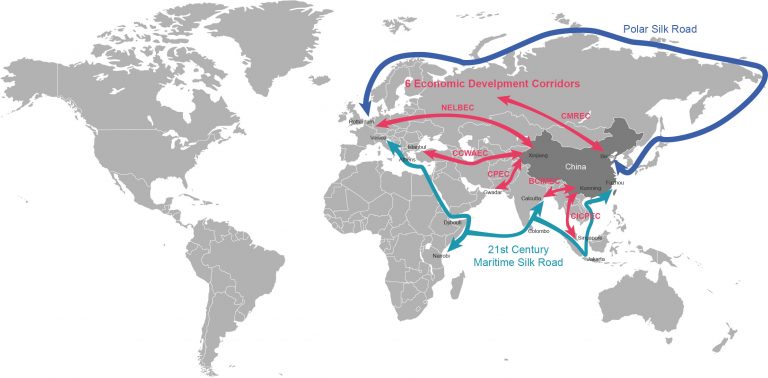 Polar Silk Road
6 Economic Develpment Corridors
NELBEC
CMREC
Rotterdam
Venice
Istanbul
CCWAEC
Xinjiang
Athens
China
CPEC
BCIMEC
Kunming
Fuzhou
Gwadar
Calcutta
CICPEC
Djibouti
Colombo
Singapore
21st Century
Maritime Silk Road
Nairobi
Jakarta